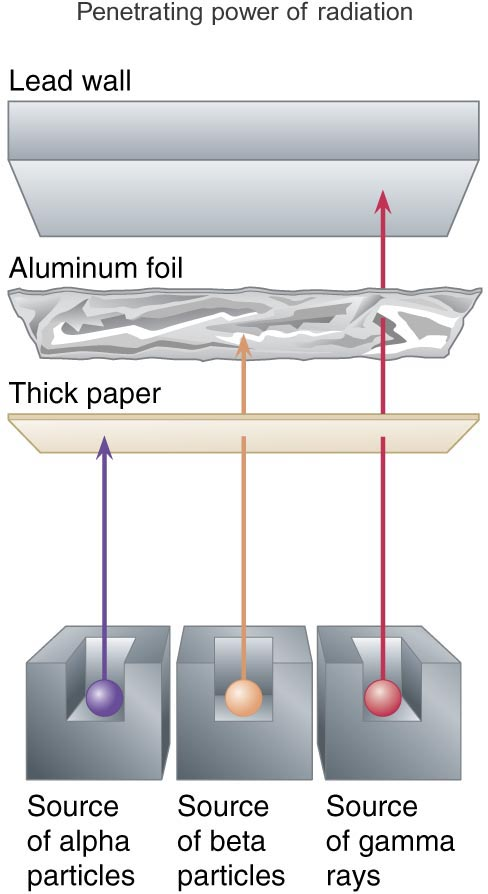 Penetrating power of radiation
Lead wall
Aluminum foil
Thick paper
Source
of alpha
particles
Source
of beta
particles
Source
of gamma
rays